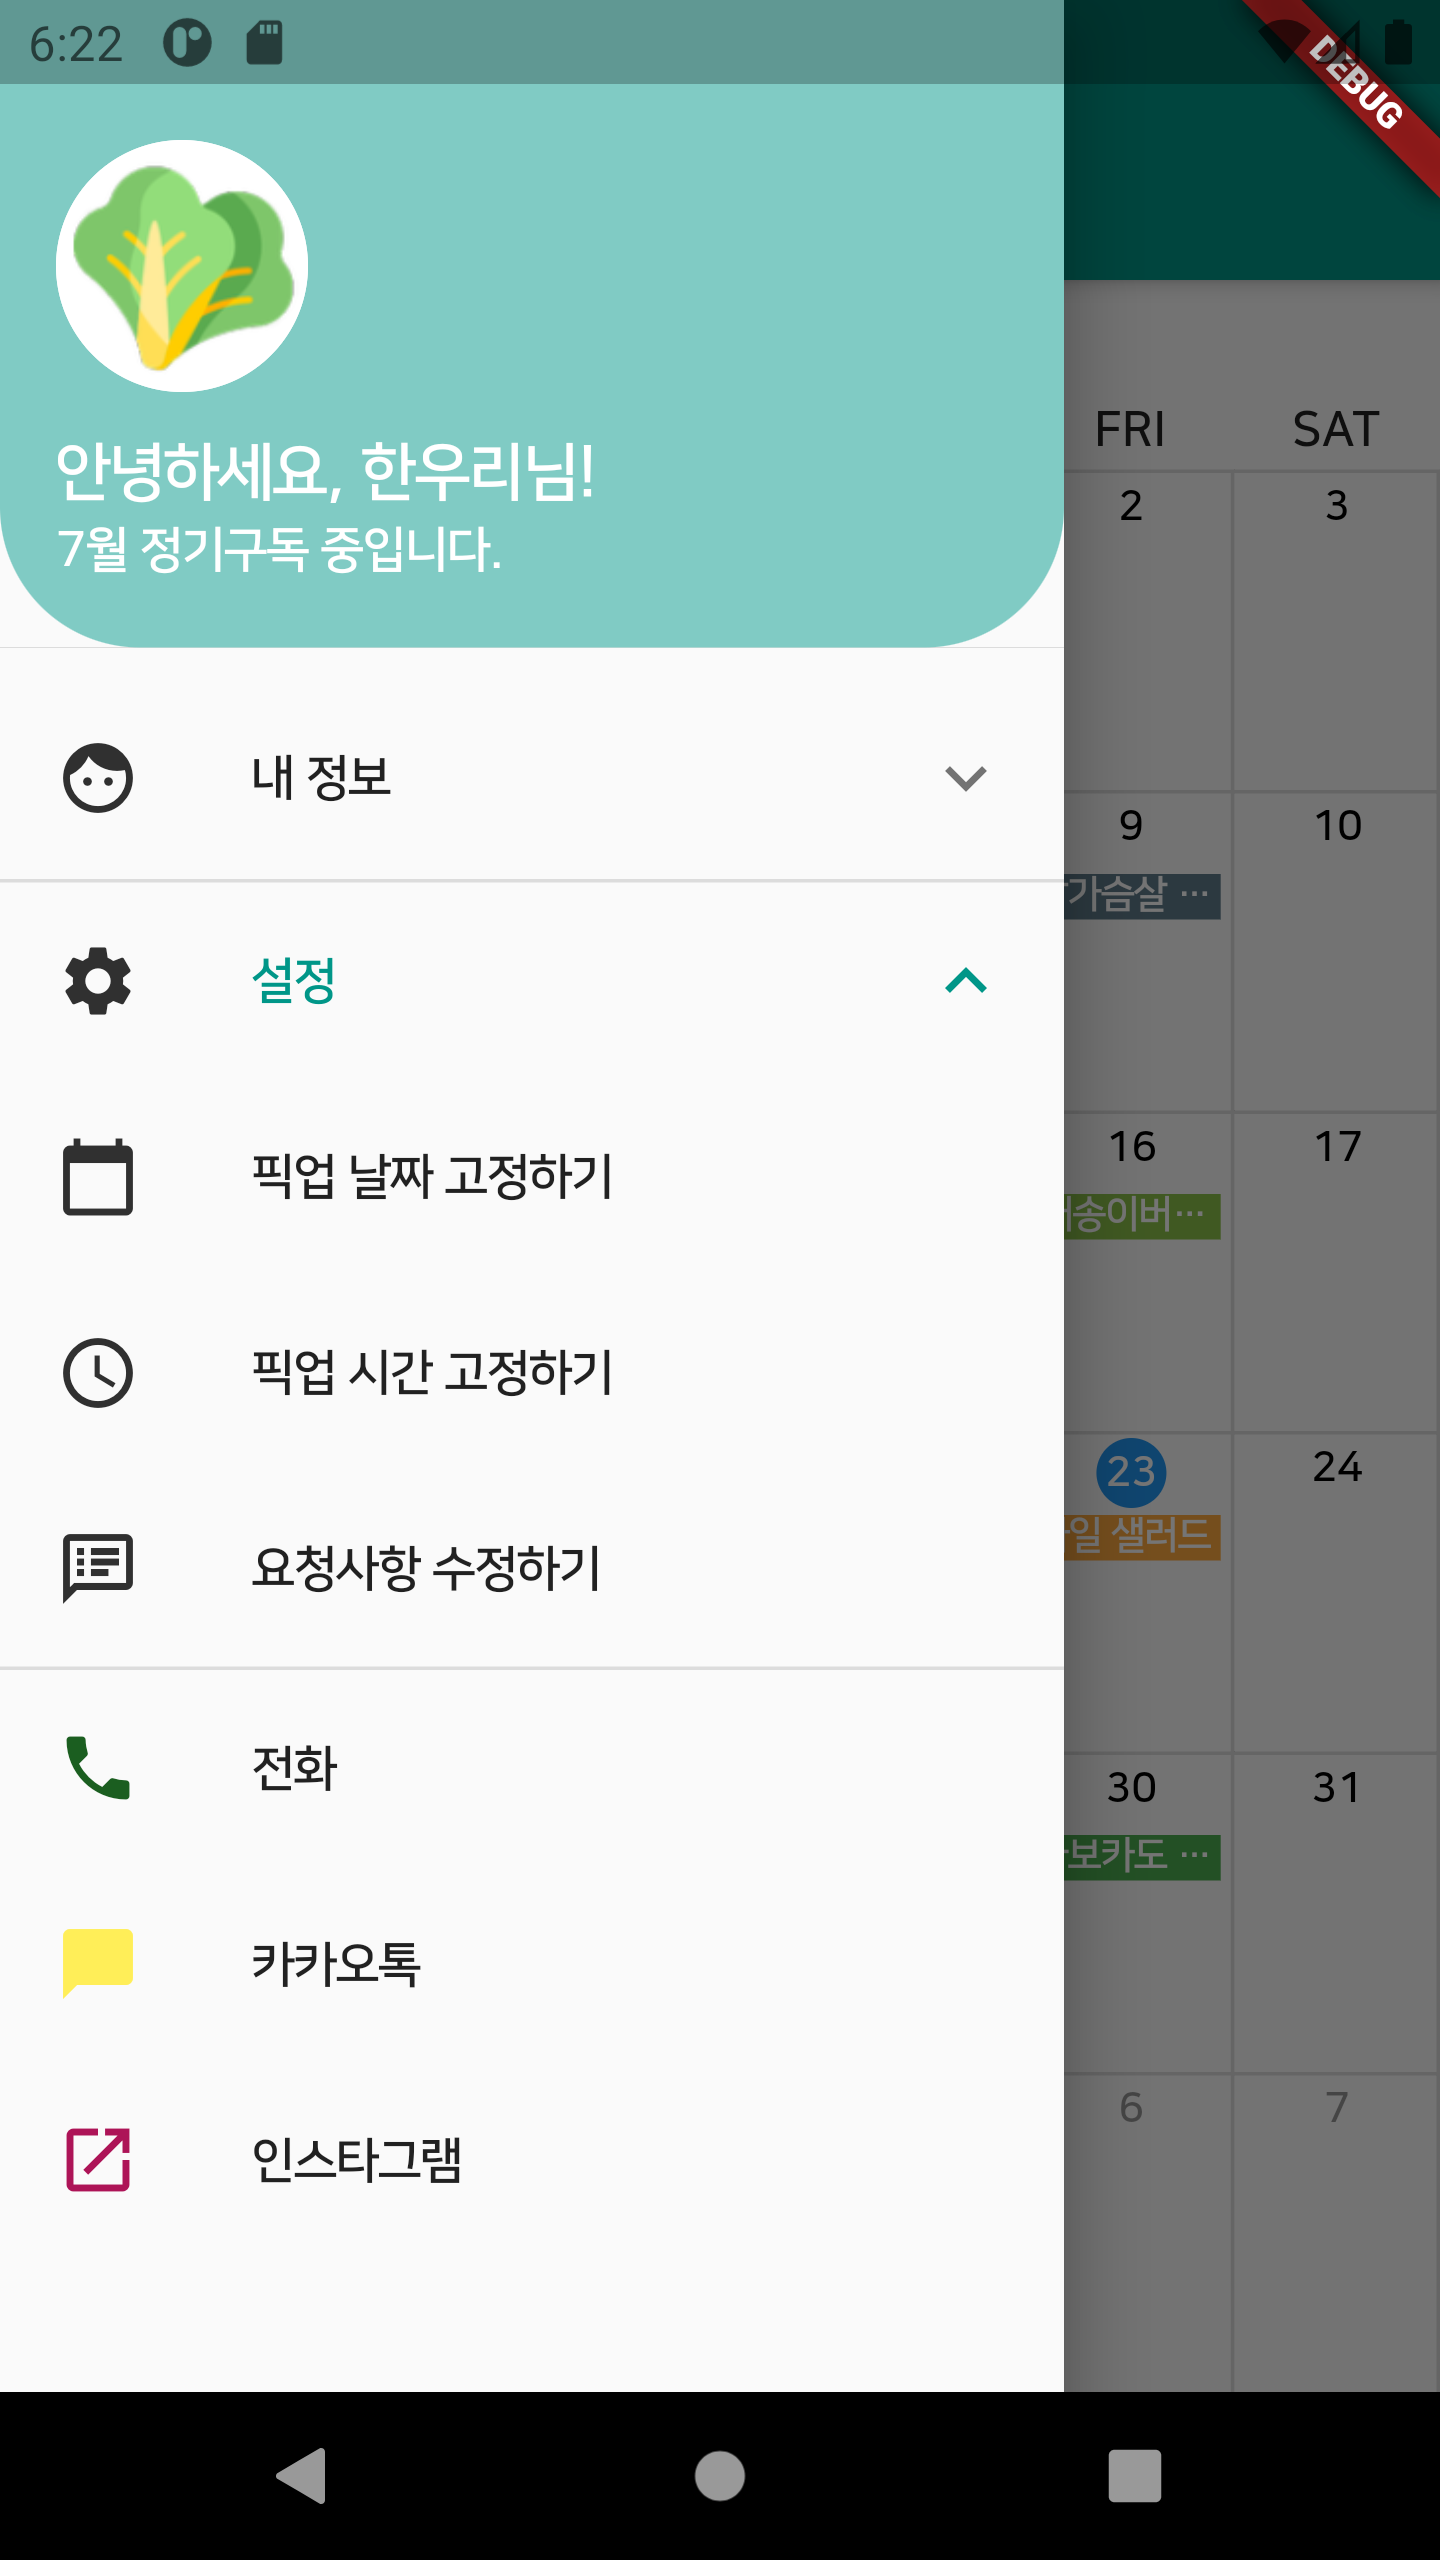 6:22
DEBUG
안녕하세요, 한우리님!
7월 정기구독 중입니다.
내 정보
설정
픽업 날짜 고정하기
픽업 시간 고정하기
요청사항 수정하기
전화
카카오톡
인스타그램
FRI SAT
2 3
9 10
가슴살 ...
16 17
송이버...
23 24
일 샐러드
30 31
보카도 ...
6 7